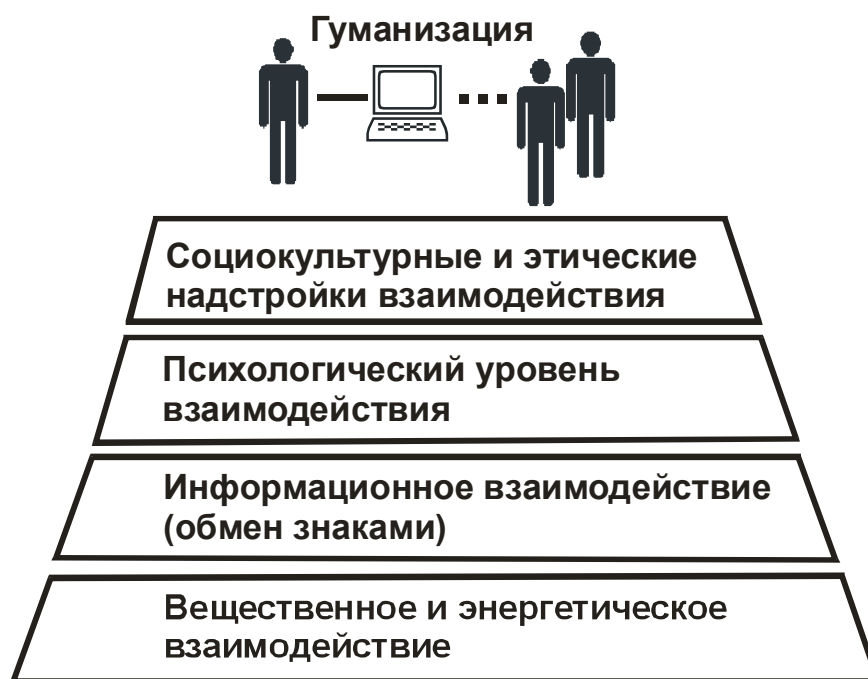 Гуманизация
Социокультурные и этические
надстройки взаимодействия
Психологический уровень
взаимодействия
Информационное взаимодействие
(обмен знаками)
Вещественное и энергетическое
взаимодействие